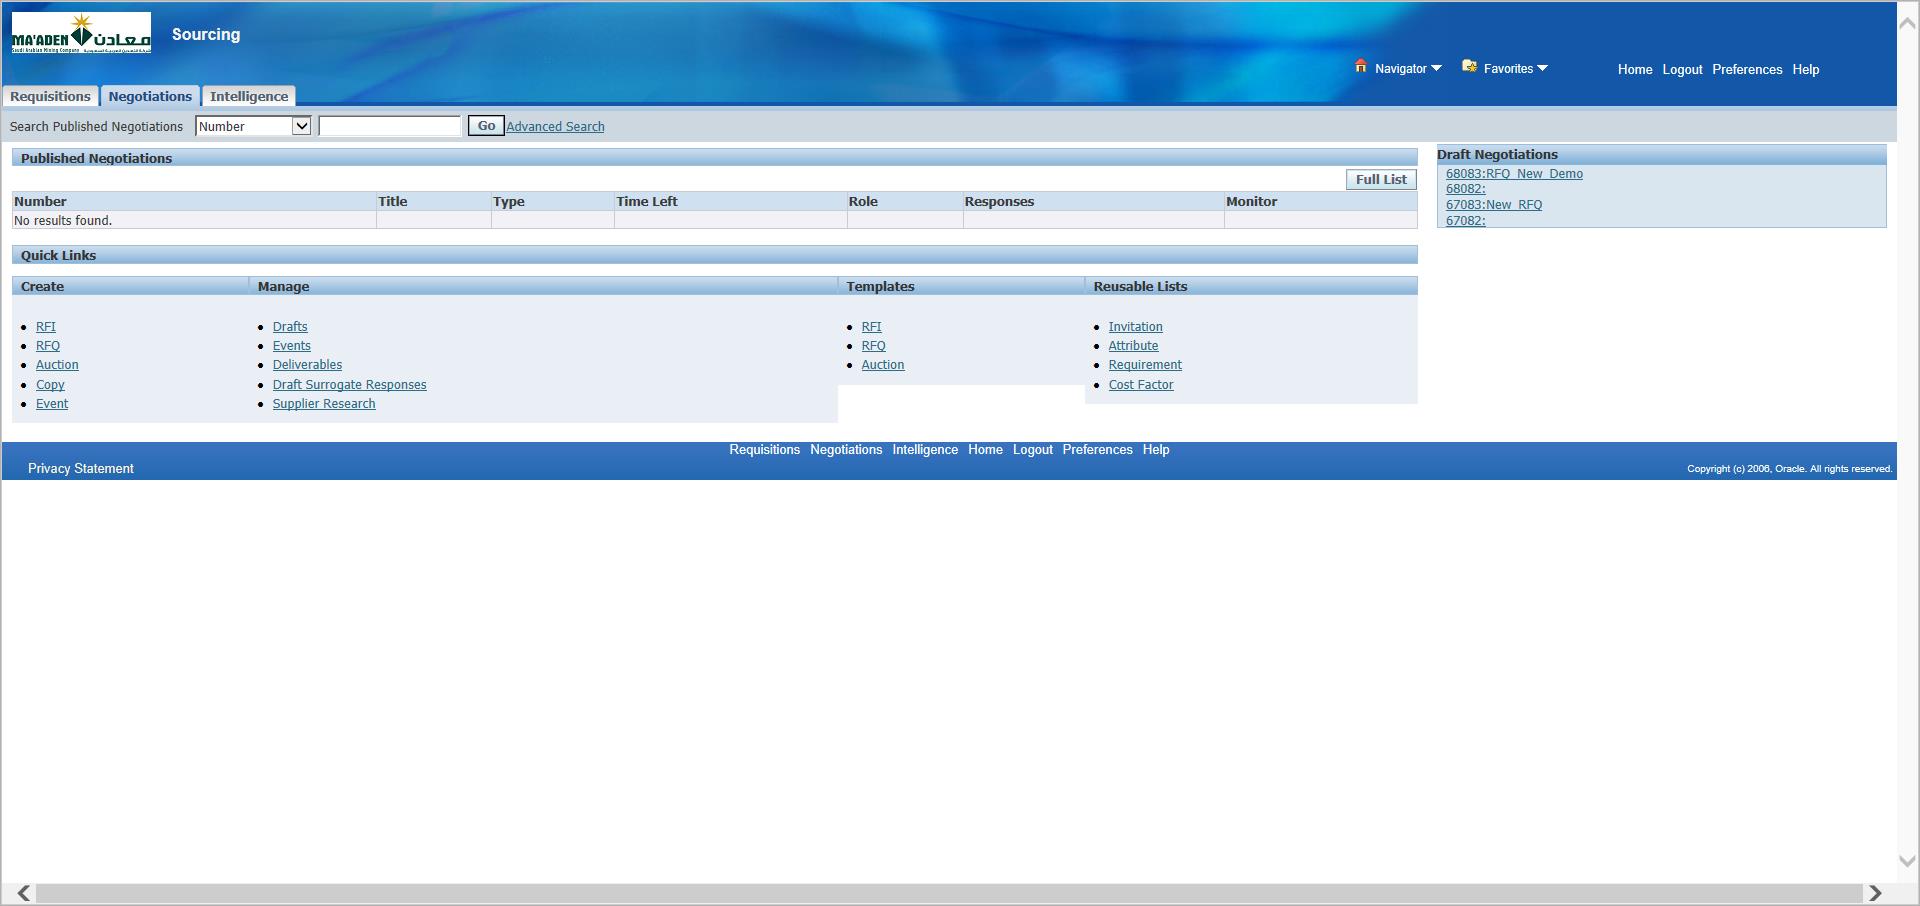 MA'ADEN معادن
Saudi Arabian Mining Company
Sourcing
Navigator
Favorites
Home Logout Preferences Help
Requisitions Negotiations Intelligence
Search Published Negotiations Number Go Advanced Search
Published Negotiations
Full List
Number Title Type Time Left Role Responses Monitor
No results found.
Draft Negotiations
68083:RFQ_New_Demo
68082:
67083:New_RFQ
67082:
Quick Links
Create
RFI
RFQ
Auction
Copy
Event
Manage
Drafts
Events
Deliverables
Draft Surrogate Responses
Supplier Research
Templates
RFI
RFQ
Auction
Reusable Lists
Invitation
Attribute
Requirement
Cost Factor
Requisitions Negotiations Intelligence Home Logout Preferences Help
Privacy Statement
Copyright (c) 2006, Oracle. All rights reserved.